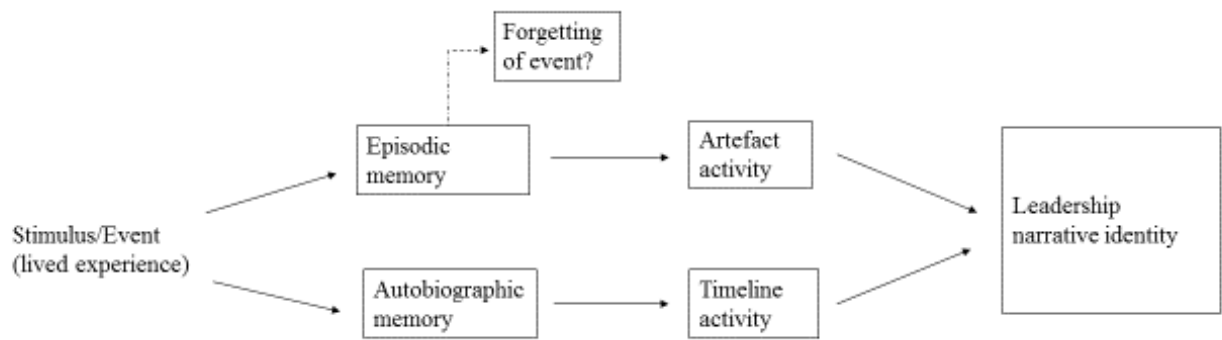 Forgetting
of event?
Episodic
memory
Artefact
activity
Stimulus/Event
(lived experience)
Leadership
narrative identity
Autobiographic
memory
Timeline
activity